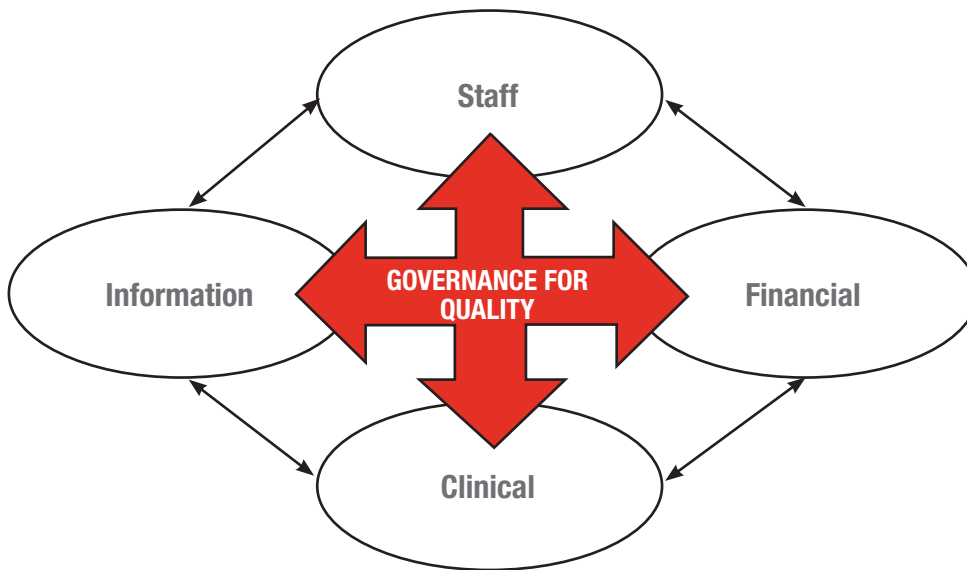 Staff
Information
GOVERNANCE FOR
QUALITY
Financial
Clinical